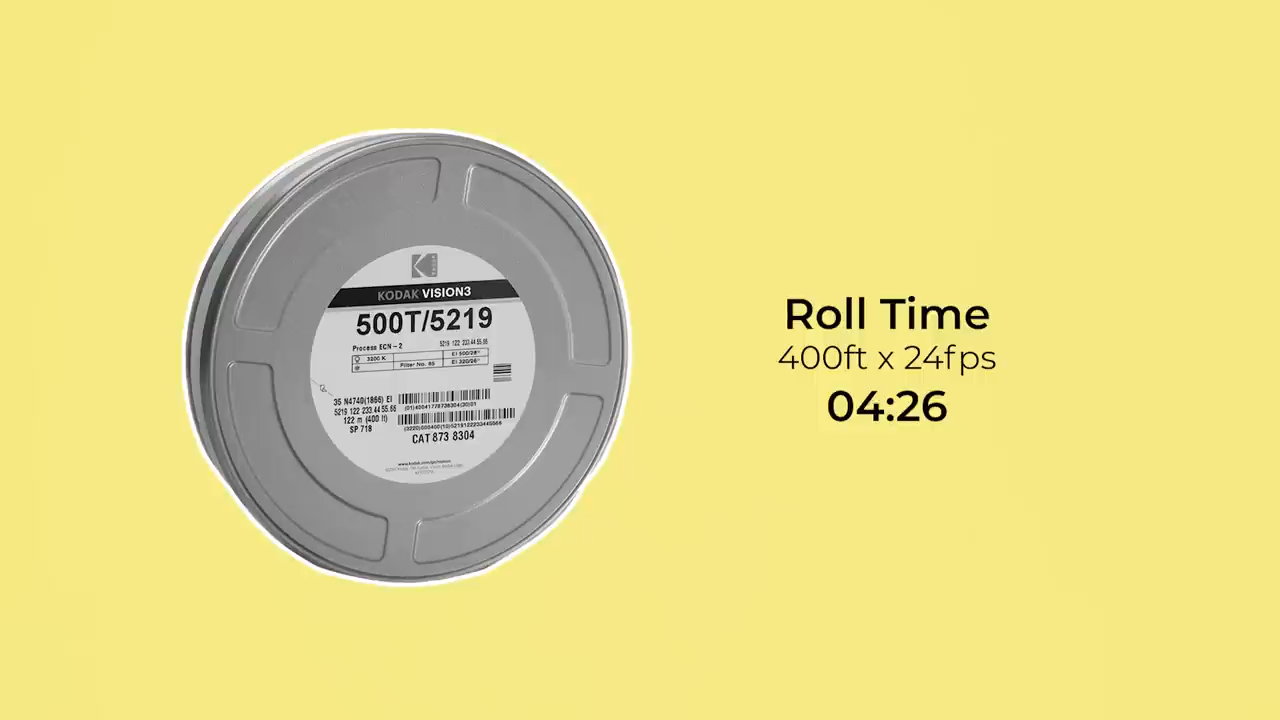 KODAK VISION3
500T/5219
Process ECN - 2
5219 122 233.44 55.66
3200 K
EI 500/28°
Filter No. 85
EI 320/26°
35 N4740(1866) EI
5219 122 233.44 55.66
122 m (400 ft)
SP 718
CAT 873 8304
Roll Time
400ft x 24fps
04:26